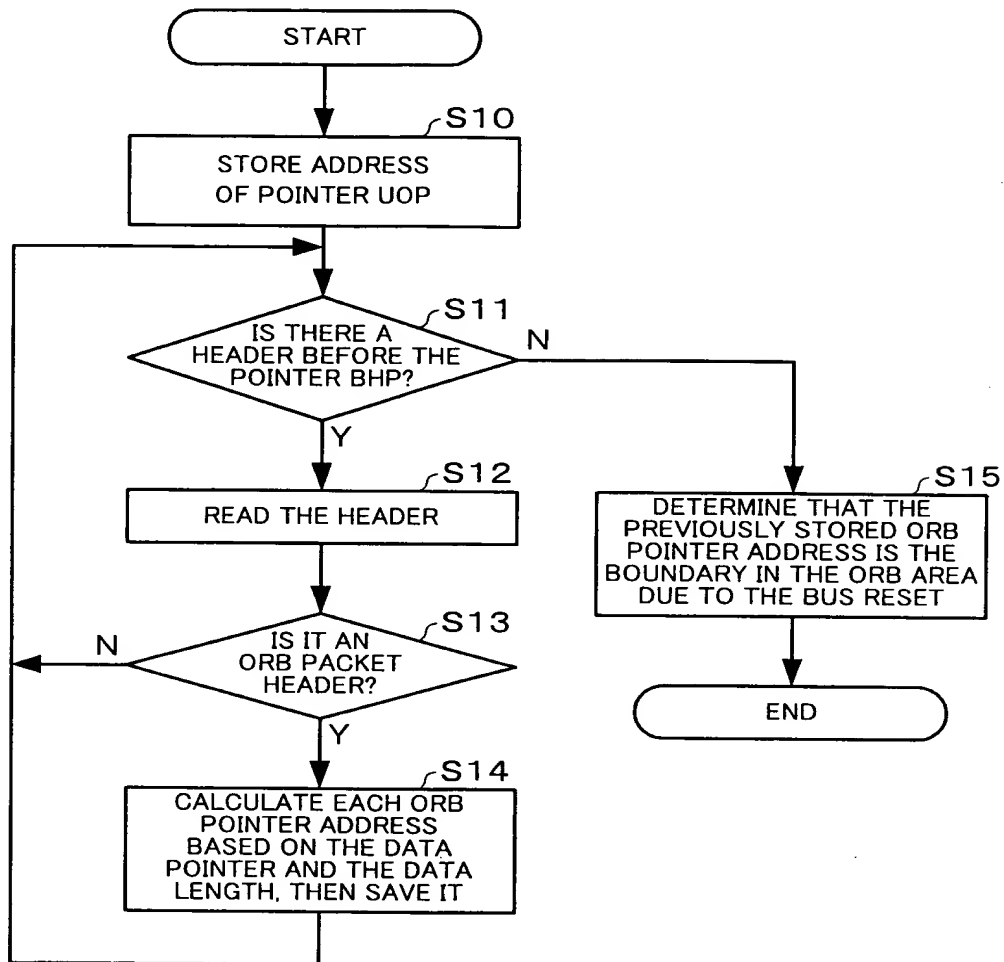 START
S10
STORE ADDRESS
OF POINTER UOP
S11
IS THERE A
HEADER BEFORE THE
POINTER BHP?
N
Y
S12
READ THE HEADER
S15
DETERMINE THAT THE
PREVIOUSLY STORED ORB
POINTER ADDRESS IS THE
BOUNDARY IN THE ORB AREA
DUE TO THE BUS RESET
S13
IS IT AN
ORB PACKET
HEADER?
N
Y
END
S14
CALCULATE EACH ORB
POINTER ADDRESS
BASED ON THE DATA
POINTER AND THE DATA
LENGTH, THEN SAVE IT